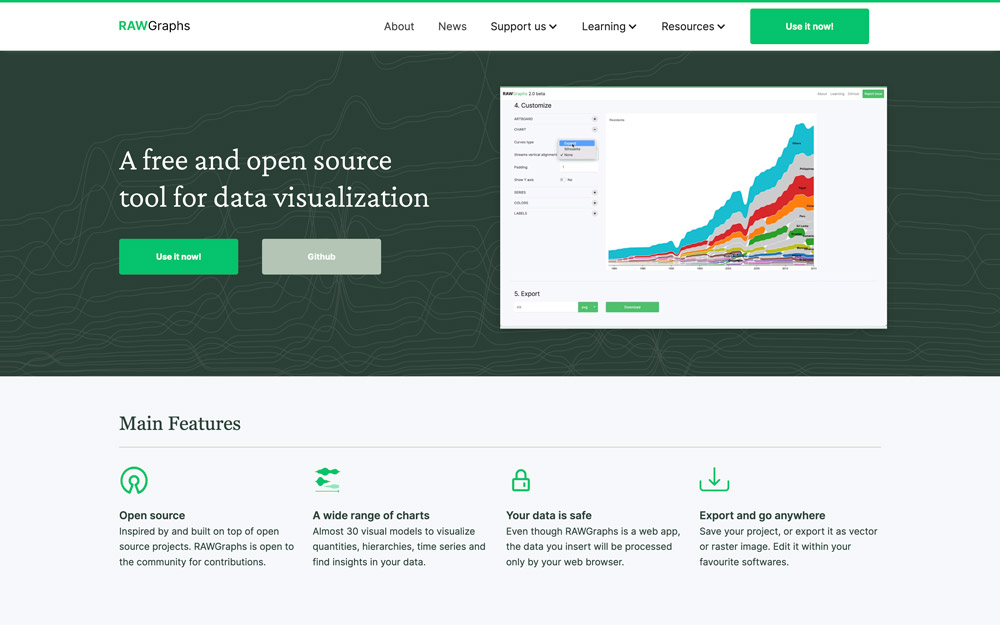 RAWGraphs
About
News
Support us
Learning
Resources
Use it now!
A free and open source
tool for data visualization
Use it now!
Github
RAWGraphs 2.0 beta
About
Learning
GitHub
4. Customize
ARTBOARD
CHART
Curves type
Streams vertical alignment
Silhouette
None
Padding
Show Y axis
No
SERIES
COLORS
LABELS
5. Export
Download
Main Features
Open source
Inspired by and built on top of open
source projects. RAWGraphs is open to
the community for contributions.
A wide range of charts
Almost 30 visual models to visualize
quantities, hierarchies, time series and
find insights in your data.
Your data is safe
Even though RAWGraphs is a web app,
the data you insert will be processed
only by your web browser.
Export and go anywhere
Save your project, or export it as vector
or raster image. Edit it within your
favourite softwares.